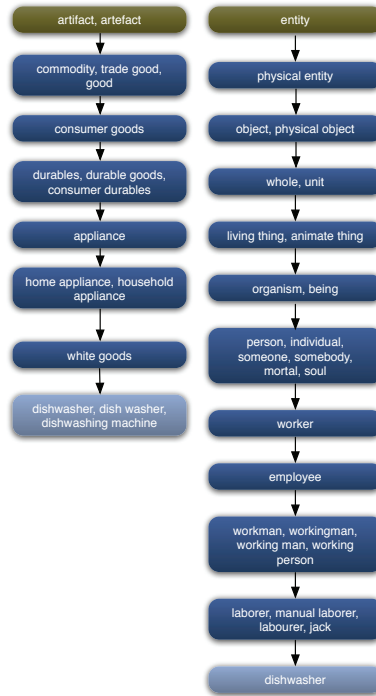 artifact, artefact
commodity, trade good,
good
consumer goods
durables, durable goods,
consumer durables
appliance
home appliance, household
appliance
white goods
dishwasher, dish washer,
dishwashing machine
entity
physical entity
object, physical object
whole, unit
living thing, animate thing
organism, being
person, individual,
someone, somebody,
mortal, soul
worker
employee
workman, workingman,
working man, working
person
laborer, manual laborer,
labourer, jack
dishwasher